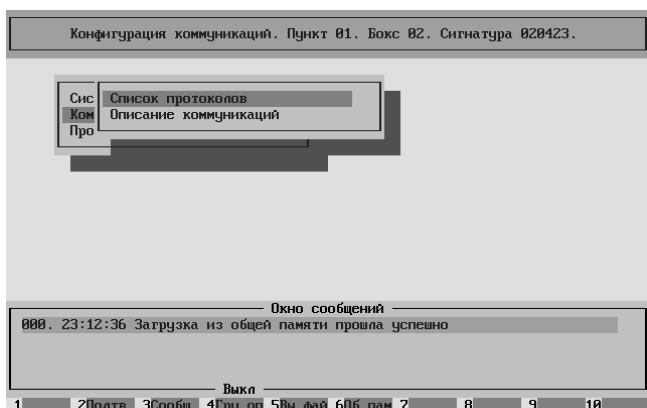 Конфигурация коммуникаций. Пункт 01. Бокс 02. Сигнатура 020423.
Сис
Список протоколов
Ком
Описание коммуникаций
Про
Окно сообщений
000. 23:12:36 Загрузка из общей памяти прошла успешно
Выкл
1 2Подтв 3Сообщ 4Гру оп 5Вы фай 6Об пам 7 8 9 10